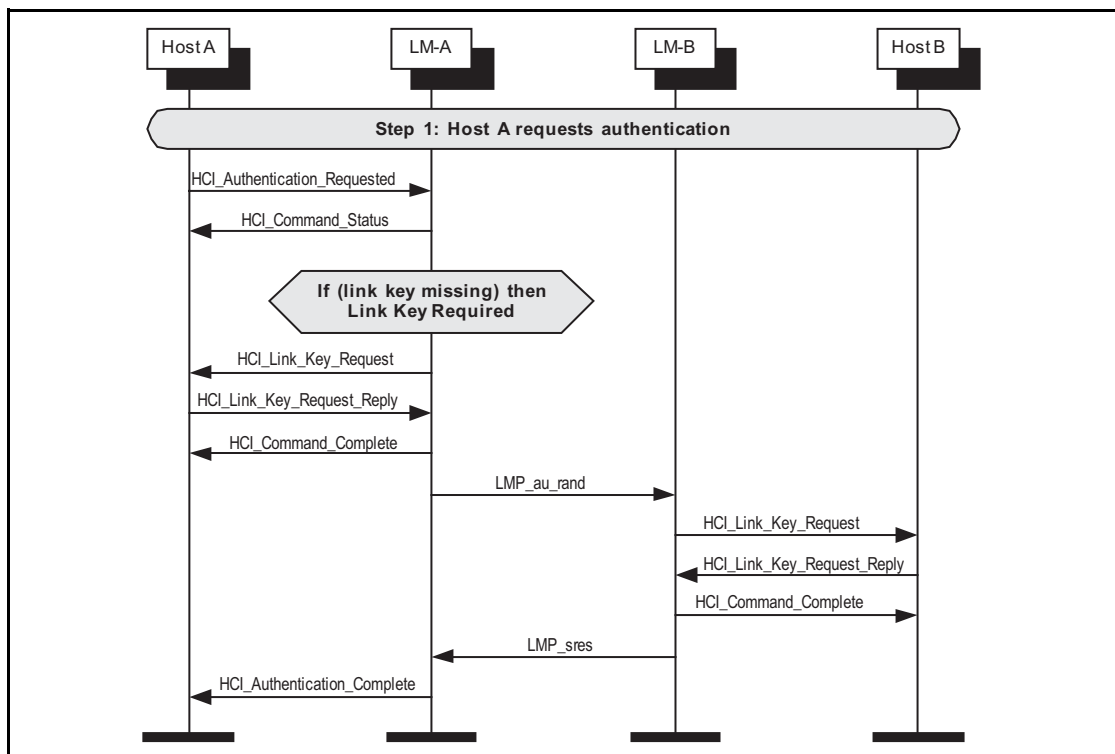 Host A
LM-A
LM-B
Host B
Step 1: Host A requests authentication
HCI_Authentication_Requested
HCI_Command_Status
If (link key missing) then
Link Key Required
HCI_Link_Key_Request
HCI_Link_Key_Request_Reply
HCI_Command_Complete
LMP_au_rand
HCI_Link_Key_Request
HCI_Link_Key_Request_Reply
HCI_Command_Complete
LMP_sres
HCI_Authentication_Complete